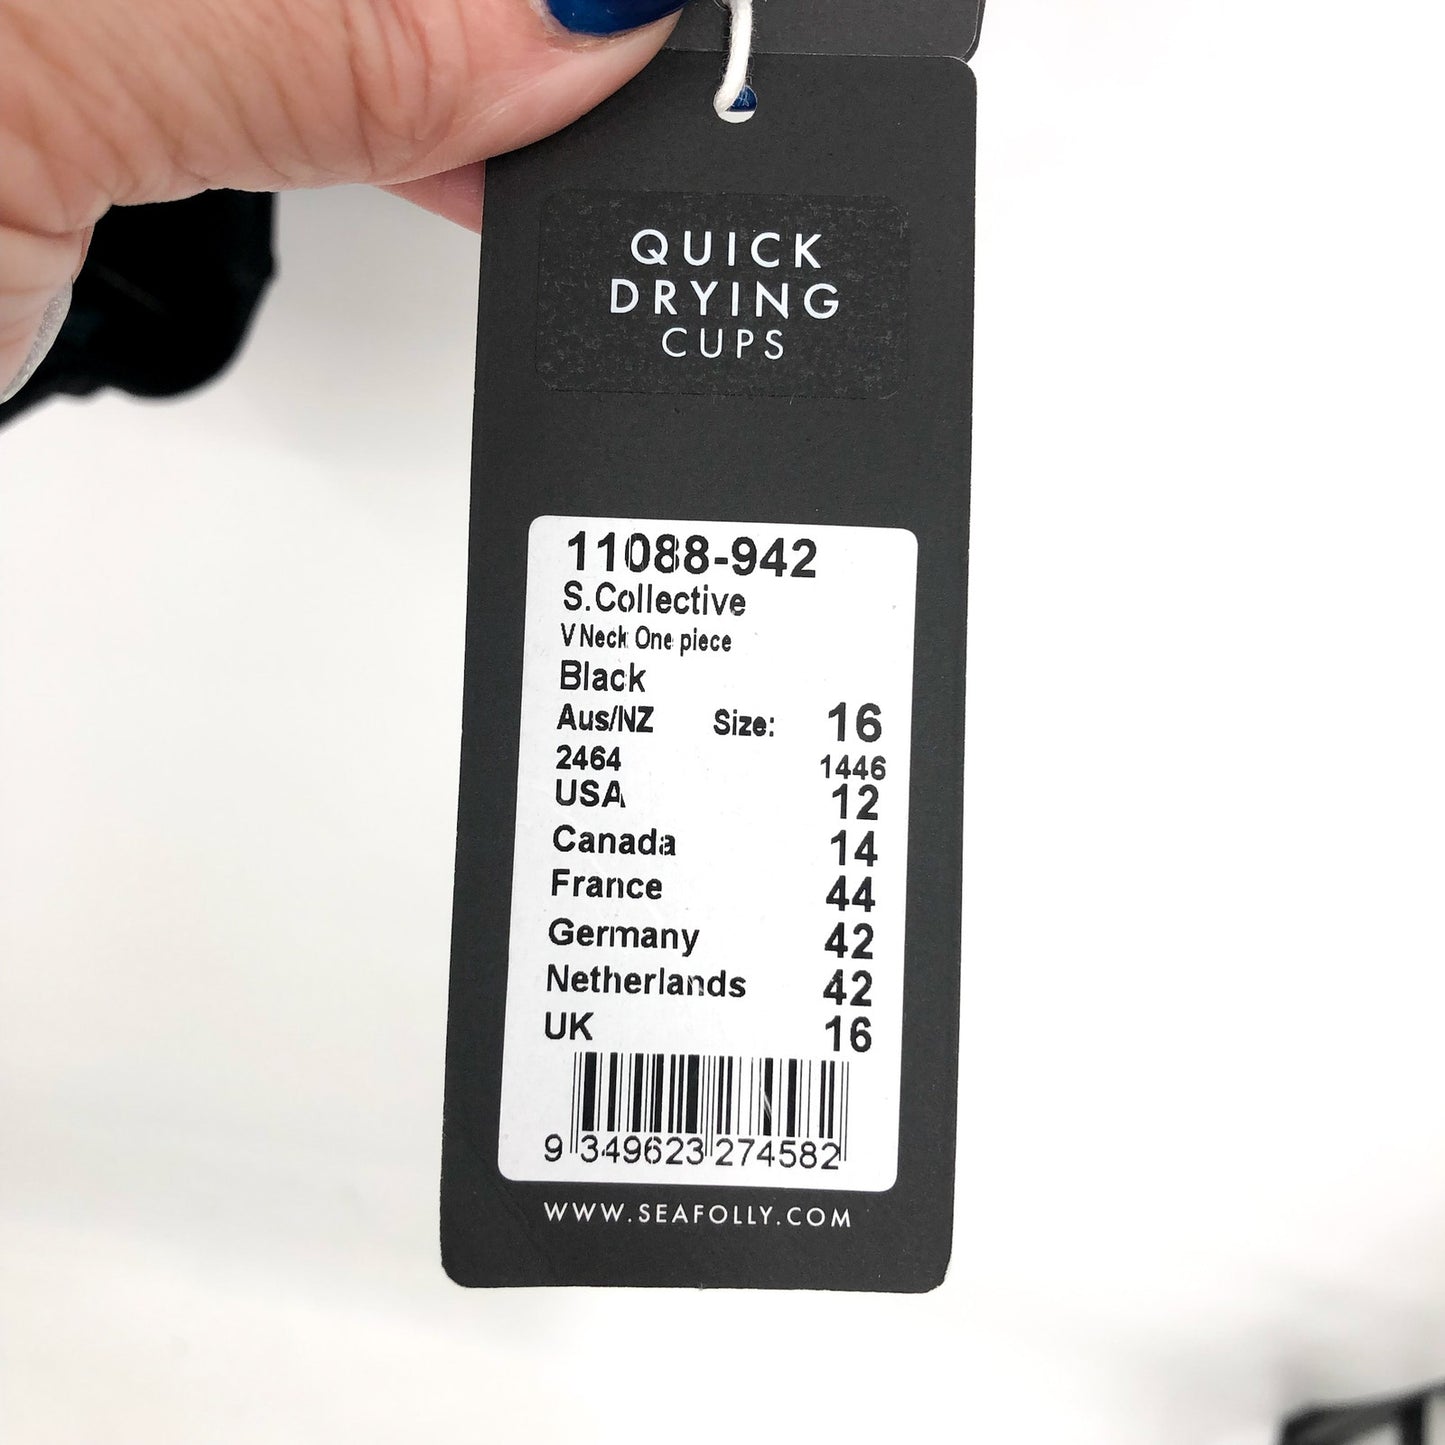 QUICK
DRYING
CUPS
11088-942
S.Collective
V Neck One piece
Black
Aus/NZ Size: 16
2464 1446
USA 12
Canada 14
France 44
Germany 42
Netherlands 42
UK 16
9 349623 274582
WWW.SEAFOLLY.COM